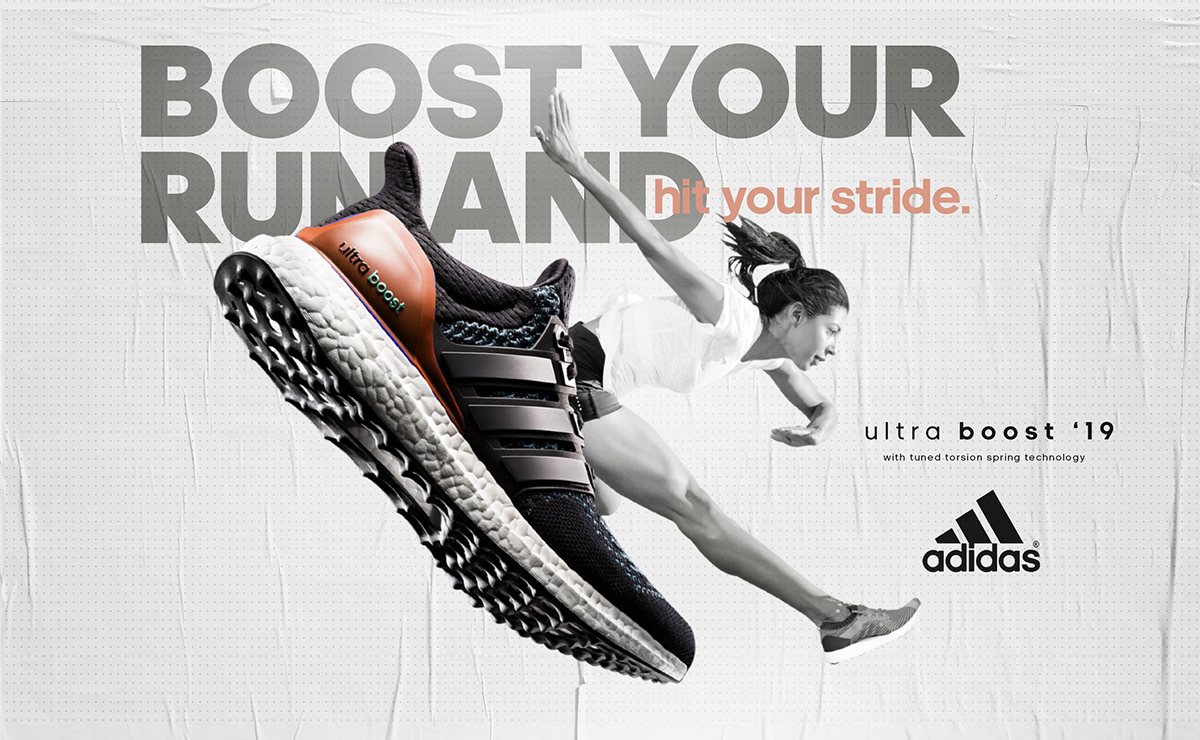 BOOST YOUR
RUN AND
hit your stride.
ultra boost
ultra boost ‘19
with tuned torsion spring technology
adidas®